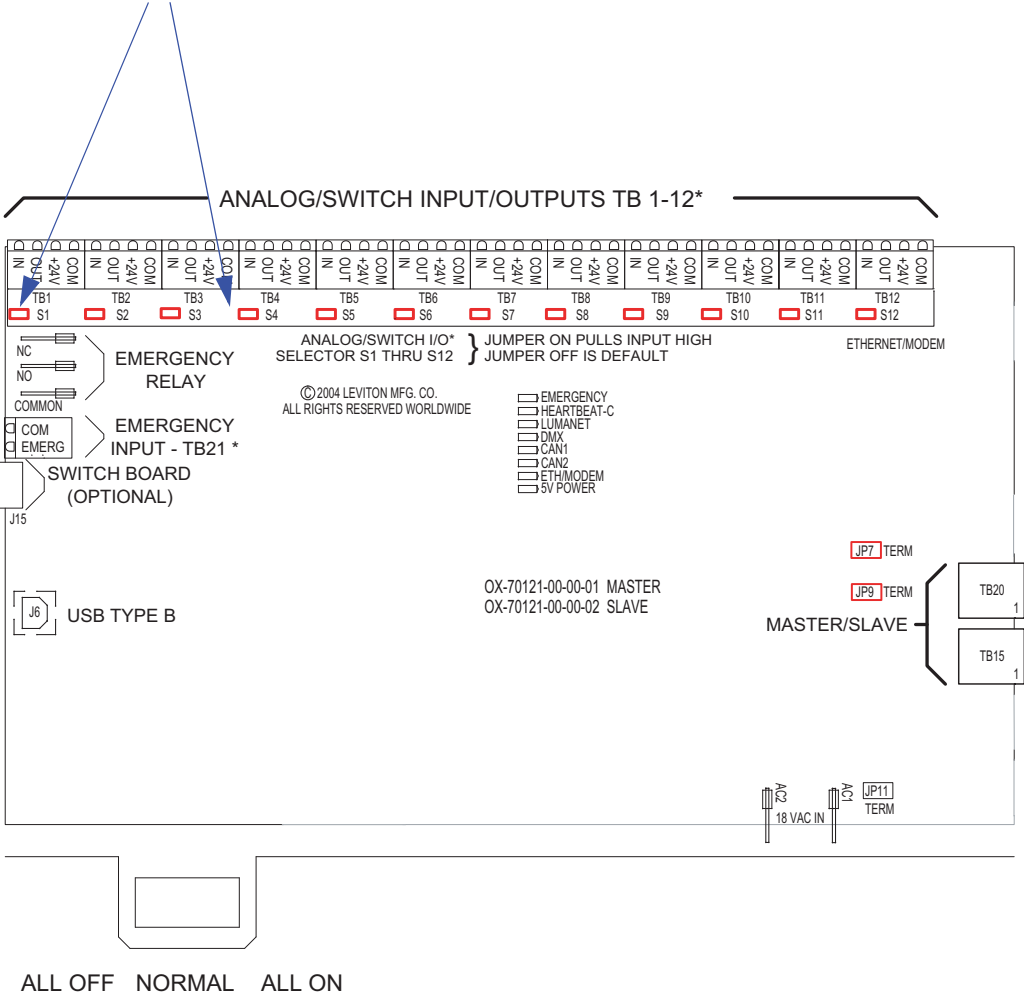 ANALOG/SWITCH INPUT/OUTPUTS TB 1-12*
IN OUT +24V COM IN OUT +24V COM IN OUT +24V COM IN OUT +24V COM IN OUT +24V COM IN OUT +24V COM IN OUT +24V COM IN OUT +24V COM IN OUT +24V COM IN OUT +24V COM IN OUT +24V COM IN OUT +24V COM
TB1 TB2 TB3 TB4 TB5 TB6 TB7 TB8 TB9 TB10 TB11 TB12
S1 S2 S3 S4 S5 S6 S7 S8 S9 S10 S11 S12
ANALOG/SWITCH I/O*
SELECTOR S1 THRU S12
} JUMPER ON PULLS INPUT HIGH
JUMPER OFF IS DEFAULT
ETHERNET/MODEM
NC
NO
COMMON
EMERGENCY
RELAY
© 2004 LEVITON MFG. CO.
ALL RIGHTS RESERVED WORLDWIDE
EMERGENCY
HEARTBEAT-C
LUMANET
DMX
CAN1
CAN2
ETH/MODEM
5V POWER
COM
EMERG
EMERGENCY
INPUT - TB21 *
SWITCH BOARD
(OPTIONAL)
J15
JP7 TERM
JP9 TERM
OX-70121-00-00-01 MASTER
OX-70121-00-00-02 SLAVE
MASTER/SLAVE
TB20
1
TB15
1
J6
USB TYPE B
AC2
18 VAC IN
AC1
JP11
TERM
ALL OFF NORMAL ALL ON